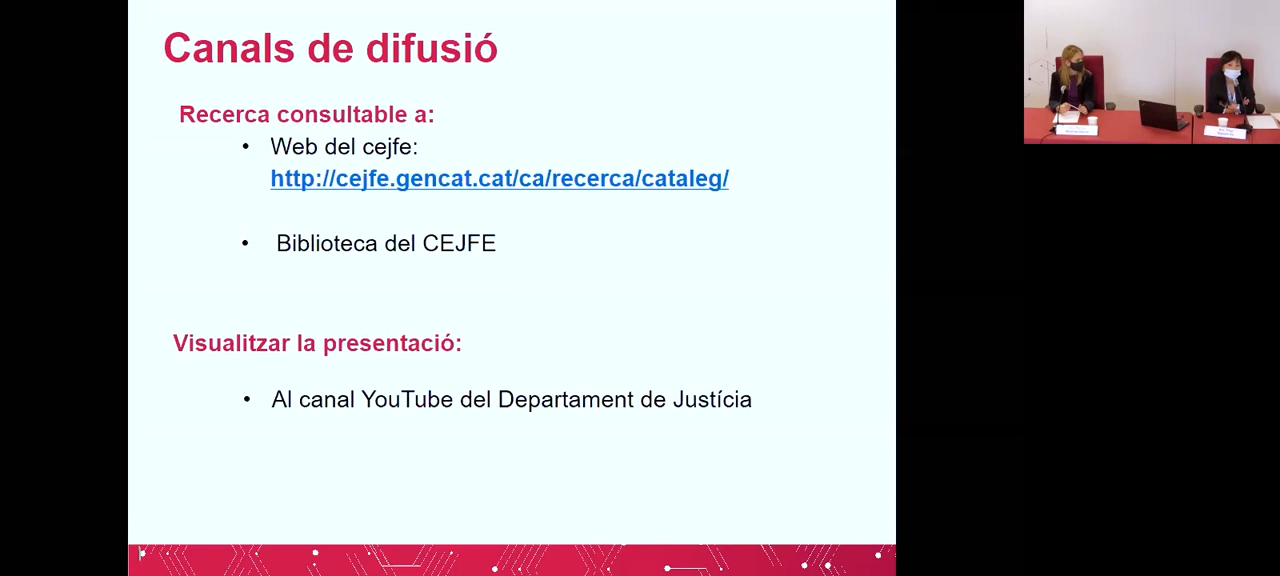 Canals de difusió
Recerca consultable a:
• Web del cejfe:
http://cejfe.gencat.cat/ca/recerca/cataleg/
• Biblioteca del CEJFE
Visualitzar la presentació:
• Al canal YouTube del Departament de Justícia